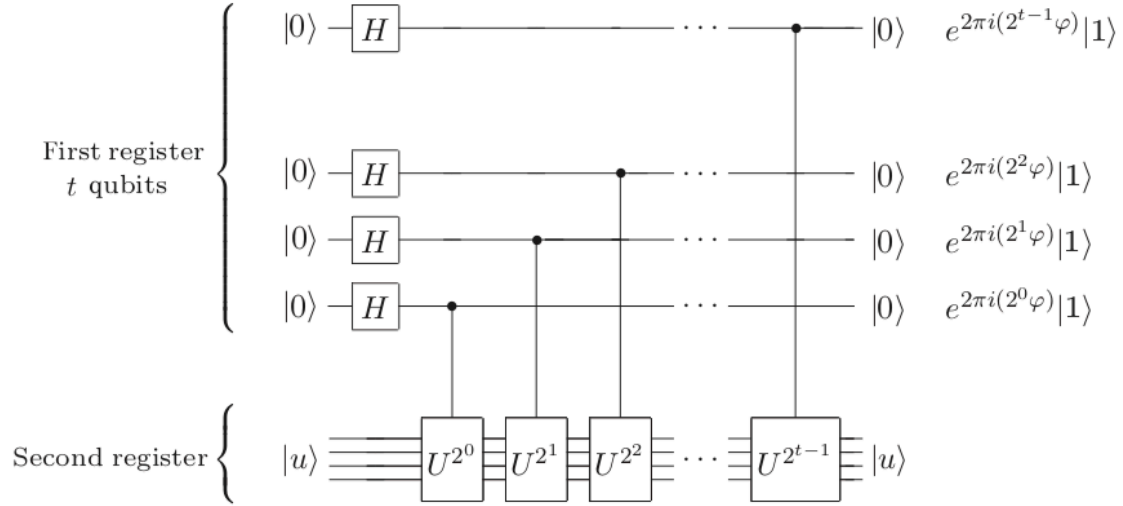 |0⟩ H ··· |0⟩ e^{2πi(2^{t−1}φ)}|1⟩
First register
t qubits
|0⟩ H ··· |0⟩ e^{2πi(2^2φ)}|1⟩
|0⟩ H ··· |0⟩ e^{2πi(2^1φ)}|1⟩
|0⟩ H ··· |0⟩ e^{2πi(2^0φ)}|1⟩
Second register |u⟩ U^{2^0} U^{2^1} U^{2^2} ··· U^{2^{t−1}} |u⟩